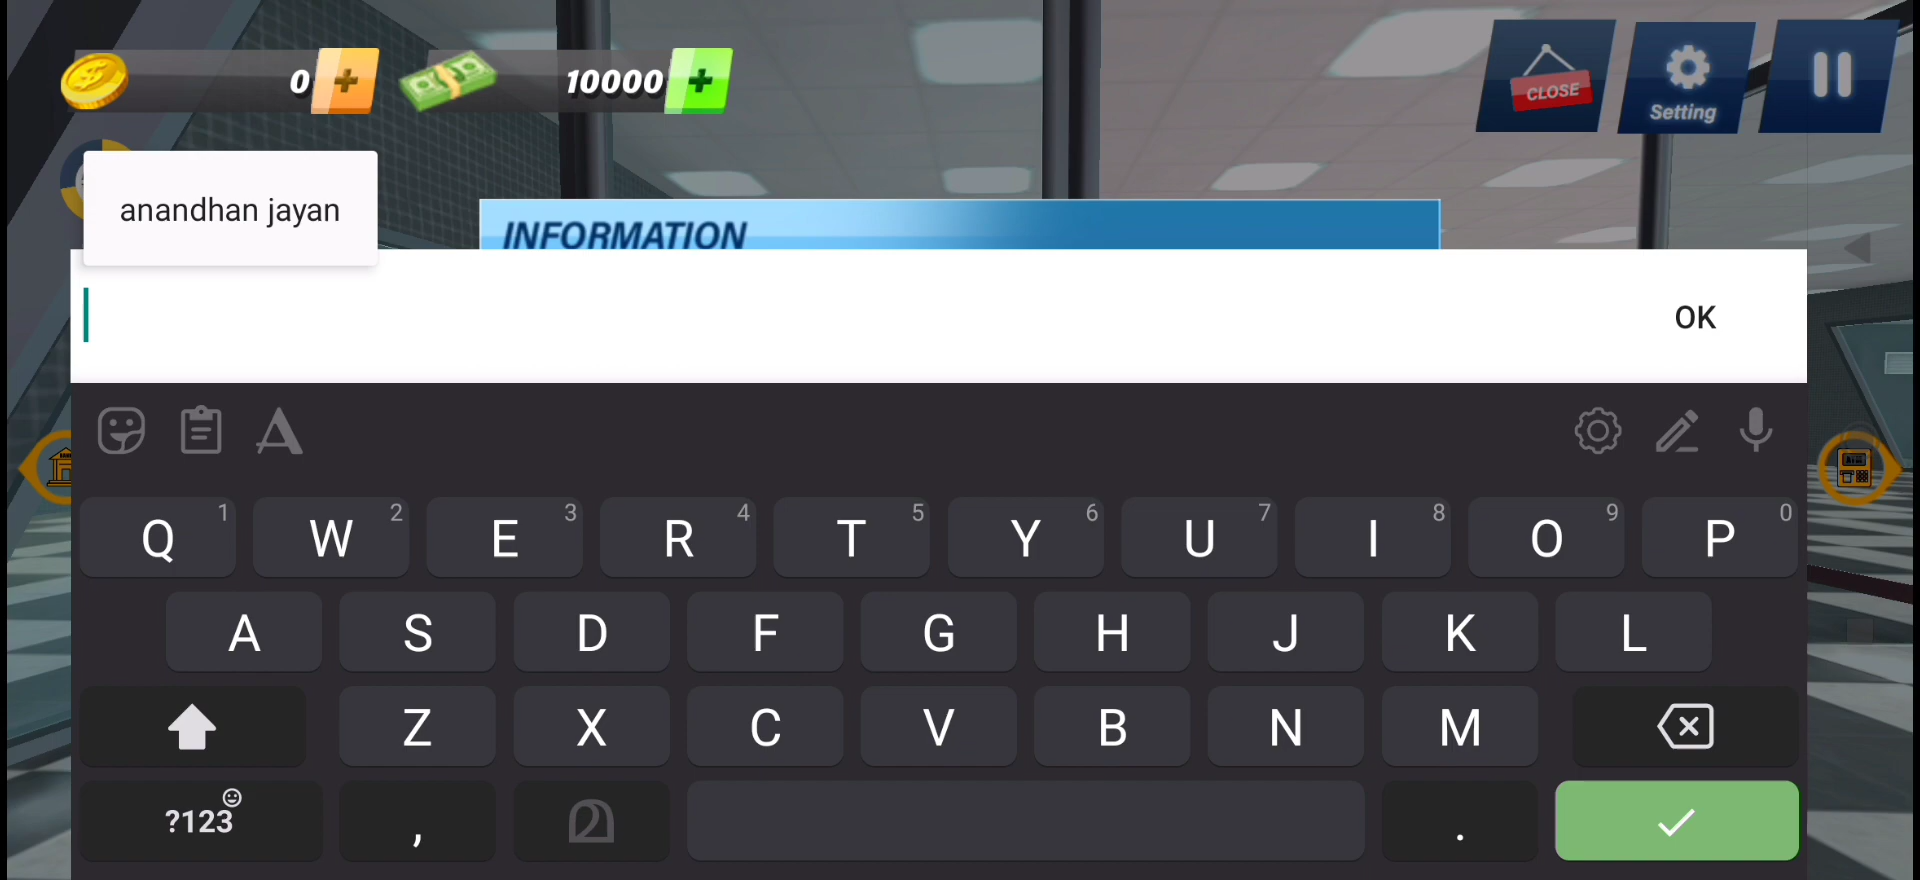 0 + 10000 +
CLOSE
Setting
anandhan jayan
INFORMATION
OK
Q 1 W 2 E 3 R 4 T 5 Y 6 U 7 I 8 O 9 P 0
A S D F G H J K L
Z X C V B N M
?123 , മ .